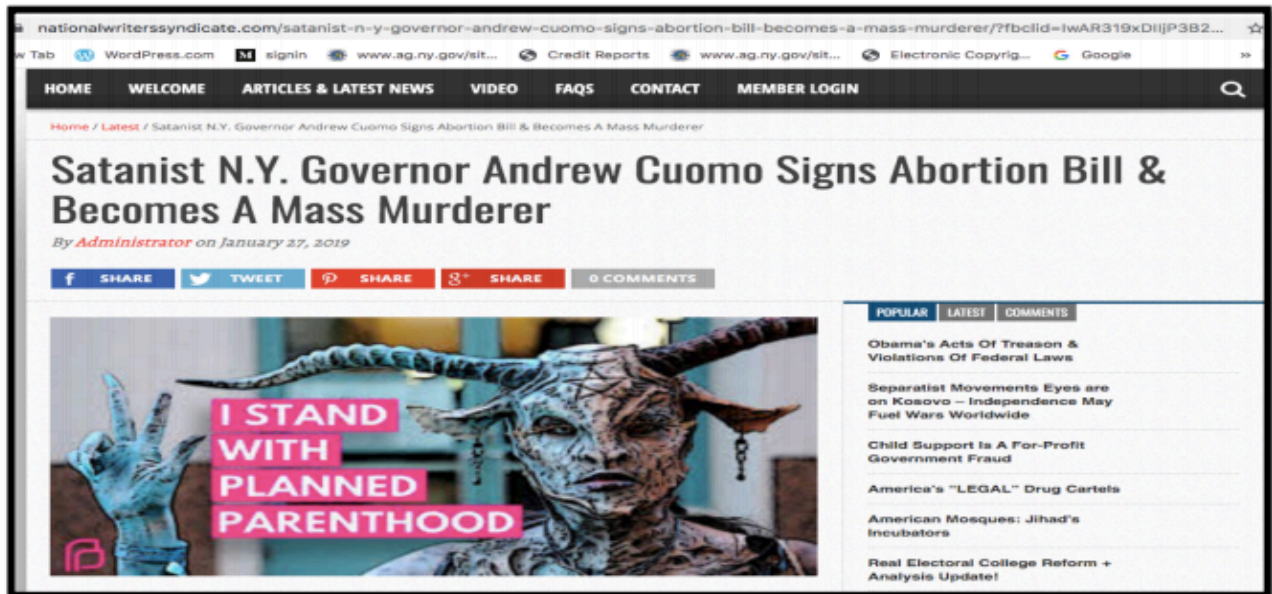 nationalwriterssyndicate.com/satanist-n-y-governor-andrew-cuomo-signs-abortion-bill-becomes-a-mass-murderer/?fbclid=IwAR319xDIIjP3B2...
w Tab WordPress.com M signin www.ag.ny.gov/sit... Credit Reports www.ag.ny.gov/sit... Electronic Copyrig... G Google »
HOME WELCOME ARTICLES & LATEST NEWS VIDEO FAQS CONTACT MEMBER LOGIN
Home / Latest / Satanist N.Y. Governor Andrew Cuomo Signs Abortion Bill & Becomes A Mass Murderer
Satanist N.Y. Governor Andrew Cuomo Signs Abortion Bill &
Becomes A Mass Murderer
By Administrator on January 27, 2019
f SHARE TWEET SHARE g+ SHARE 0 COMMENTS
I STAND
WITH
PLANNED
PARENTHOOD
POPULAR LATEST COMMENTS
Obama's Acts Of Treason &
Violations Of Federal Laws
Separatist Movements Eyes are
on Kosovo – Independence May
Fuel Wars Worldwide
Child Support Is A For-Profit
Government Fraud
America's "LEGAL" Drug Cartels
American Mosques: Jihad's
Incubators
Real Electoral College Reform +
Analysis Update!